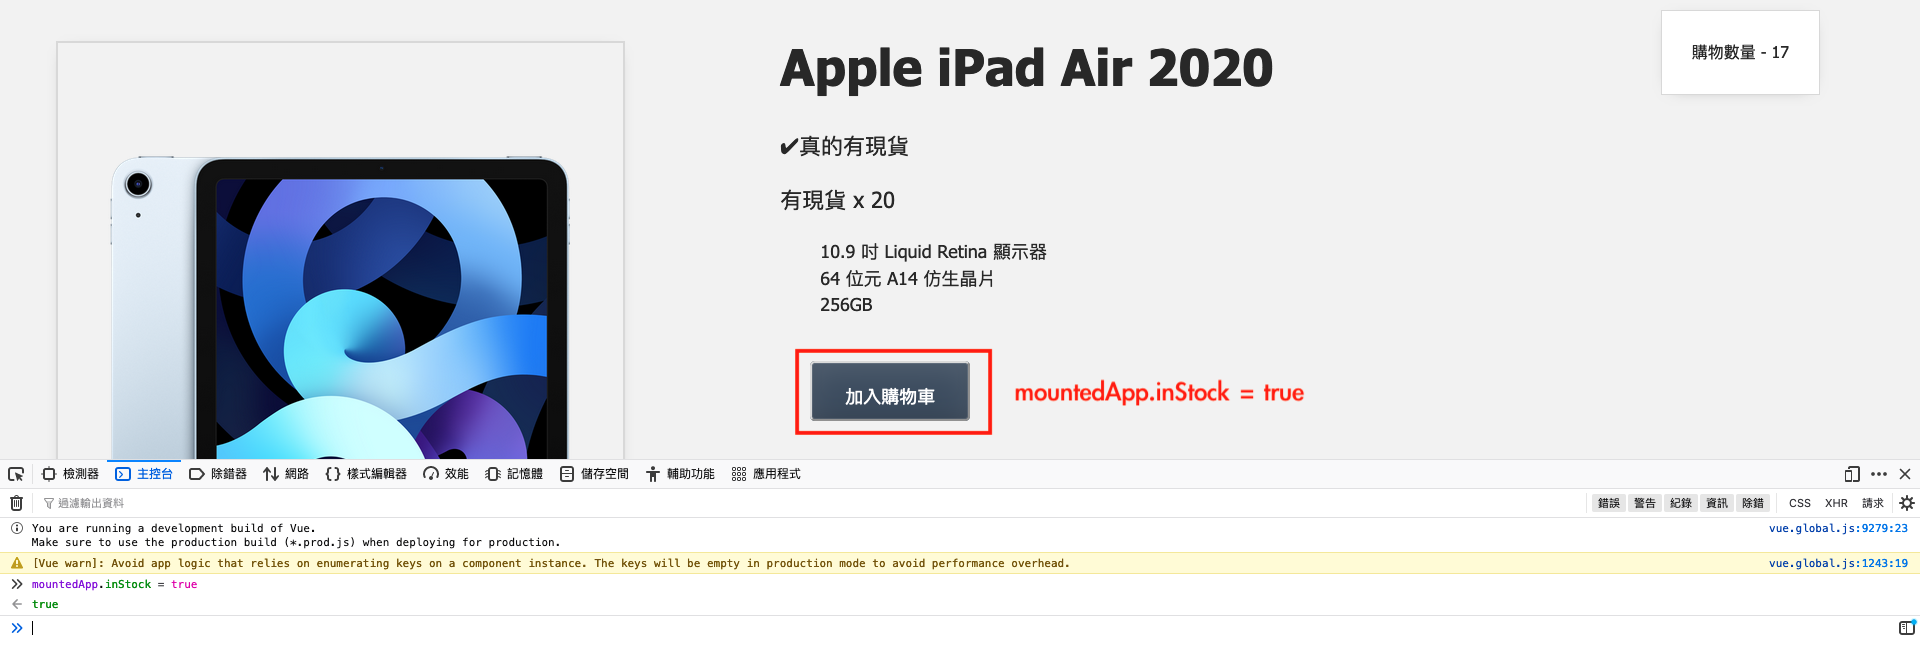 Apple iPad Air 2020
購物數量 - 17
✔真的有現貨
有現貨 x 20
10.9 吋 Liquid Retina 顯示器
64 位元 A14 仿生晶片
256GB
加入購物車
mountedApp.inStock = true
檢測器 主控台 除錯器 網路 樣式編輯器 效能 記憶體 儲存空間 輔助功能 應用程式
過濾輸出資料 錯誤 警告 紀錄 資訊 除錯 CSS XHR 請求
You are running a development build of Vue. vue.global.js:9279:23
Make sure to use the production build (*.prod.js) when deploying for production.
[Vue warn]: Avoid app logic that relies on enumerating keys on a component instance. The keys will be empty in production mode to avoid performance overhead. vue.global.js:1243:19
mountedApp.inStock = true
true